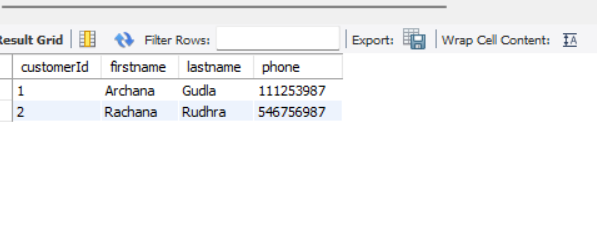 Result Grid Filter Rows: Export: Wrap Cell Content: IA
customerId firstname lastname phone
1 Archana Gudla 111253987
2 Rachana Rudhra 546756987